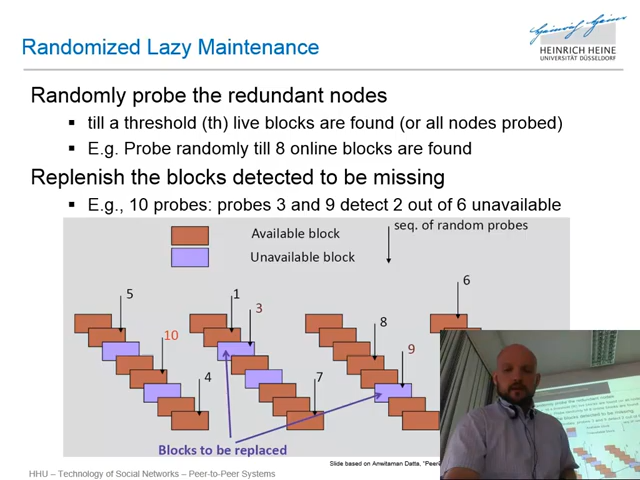 Heinrich Heine
HEINRICH HEINE
UNIVERSITÄT DÜSSELDORF
Randomized Lazy Maintenance
Randomly probe the redundant nodes
▪ till a threshold (th) live blocks are found (or all nodes probed)
▪ E.g. Probe randomly till 8 online blocks are found
Replenish the blocks detected to be missing
▪ E.g., 10 probes: probes 3 and 9 detect 2 out of 6 unavailable
Available block
seq. of random probes
Unavailable block
5
1
6
3
8
10
9
4
7
Blocks to be replaced
Slide based on Anwitaman Datta, "Peer
HHU – Technology of Social Networks – Peer-to-Peer Systems